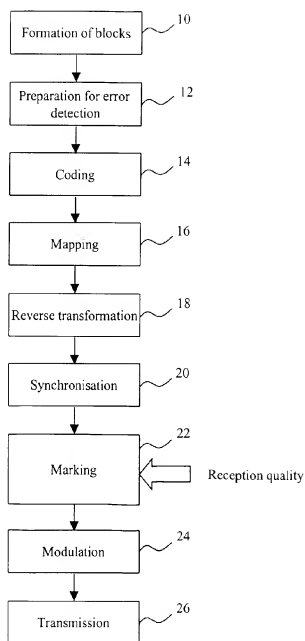 Formation of blocks
10
Preparation for error
detection
12
Coding
14
Mapping
16
Reverse transformation
18
Synchronisation
20
Marking
22
Reception quality
Modulation
24
Transmission
26